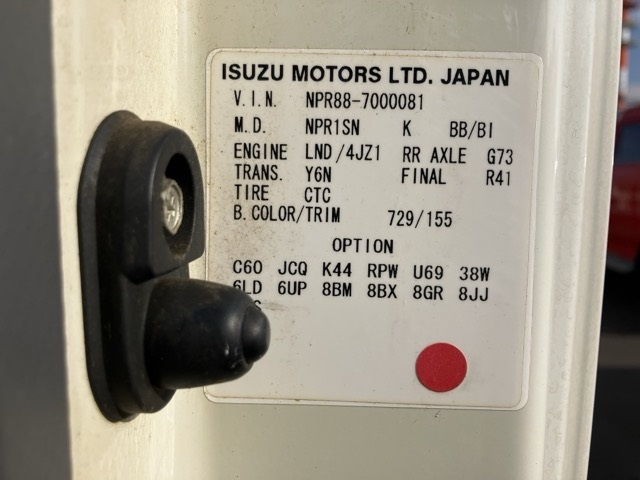 ISUZU MOTORS LTD. JAPAN
V.I.N. NPR88-7000081
M.D. NPR1SN K BB/BI
ENGINE LND/4JZ1 RR AXLE G73
TRANS. Y6N FINAL R41
TIRE CTC
B.COLOR/TRIM 729/155
OPTION
C60 JCQ K44 RPW U69 38W
6LD 6UP 8BM 8BX 8GR 8JJ